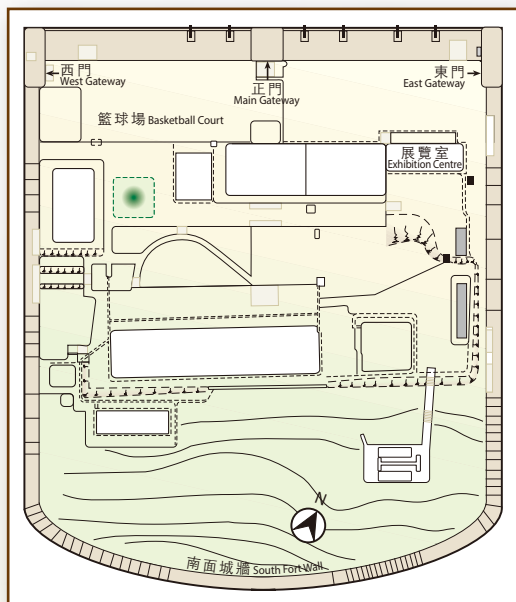 西門
West Gateway
正門
Main Gateway
東門
East Gateway
籃球場 Basketball Court
展覽室
Exhibition Centre
N
南面城牆 South Fort Wall